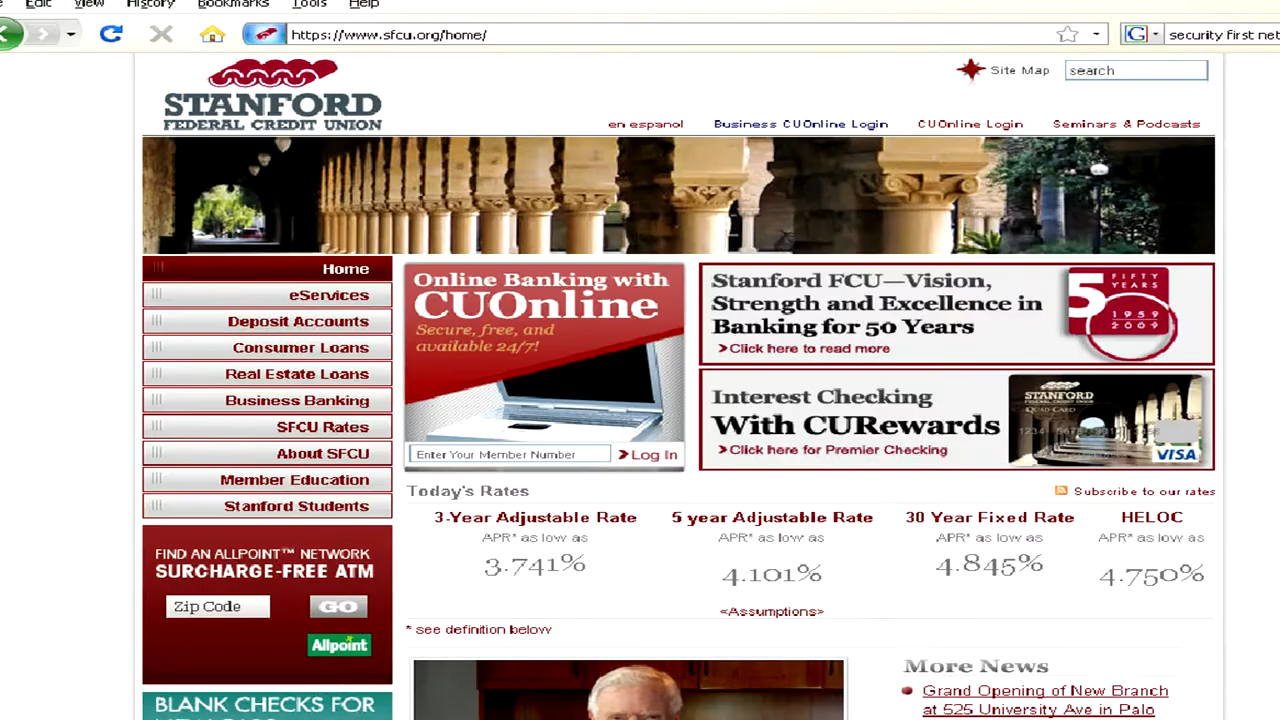 Edit View History Bookmarks Tools Help
https://www.sfcu.org/home/
security first net
STANFORD
FEDERAL CREDIT UNION
Site Map
search
en espanol
Business CUOnline Login
CUOnline Login
Seminars & Podcasts
Home
eServices
Deposit Accounts
Consumer Loans
Real Estate Loans
Business Banking
SFCU Rates
About SFCU
Member Education
Stanford Students
FIND AN ALLPOINT™ NETWORK
SURCHARGE-FREE ATM
Zip Code
GO
Allpoint
BLANK CHECKS FOR
Online Banking with
CUOnline
Secure, free, and
available 24/7!
Enter Your Member Number
Log In
Stanford FCU—Vision,
Strength and Excellence in
Banking for 50 Years
Click here to read more
5
FIFTY
YEARS
1959
2009
Interest Checking
With CURewards
Click here for Premier Checking
STANFORD
FEDERAL CREDIT UNION
QUAD CARD
VISA
Today's Rates
Subscribe to our rates
3-Year Adjustable Rate
APR* as low as
3.741%
5 year Adjustable Rate
APR* as low as
4.101%
30 Year Fixed Rate
APR* as low as
4.845%
HELOC
APR* as low as
4.750%
<Assumptions>
* see definition below
More News
Grand Opening of New Branch
at 525 University Ave in Palo